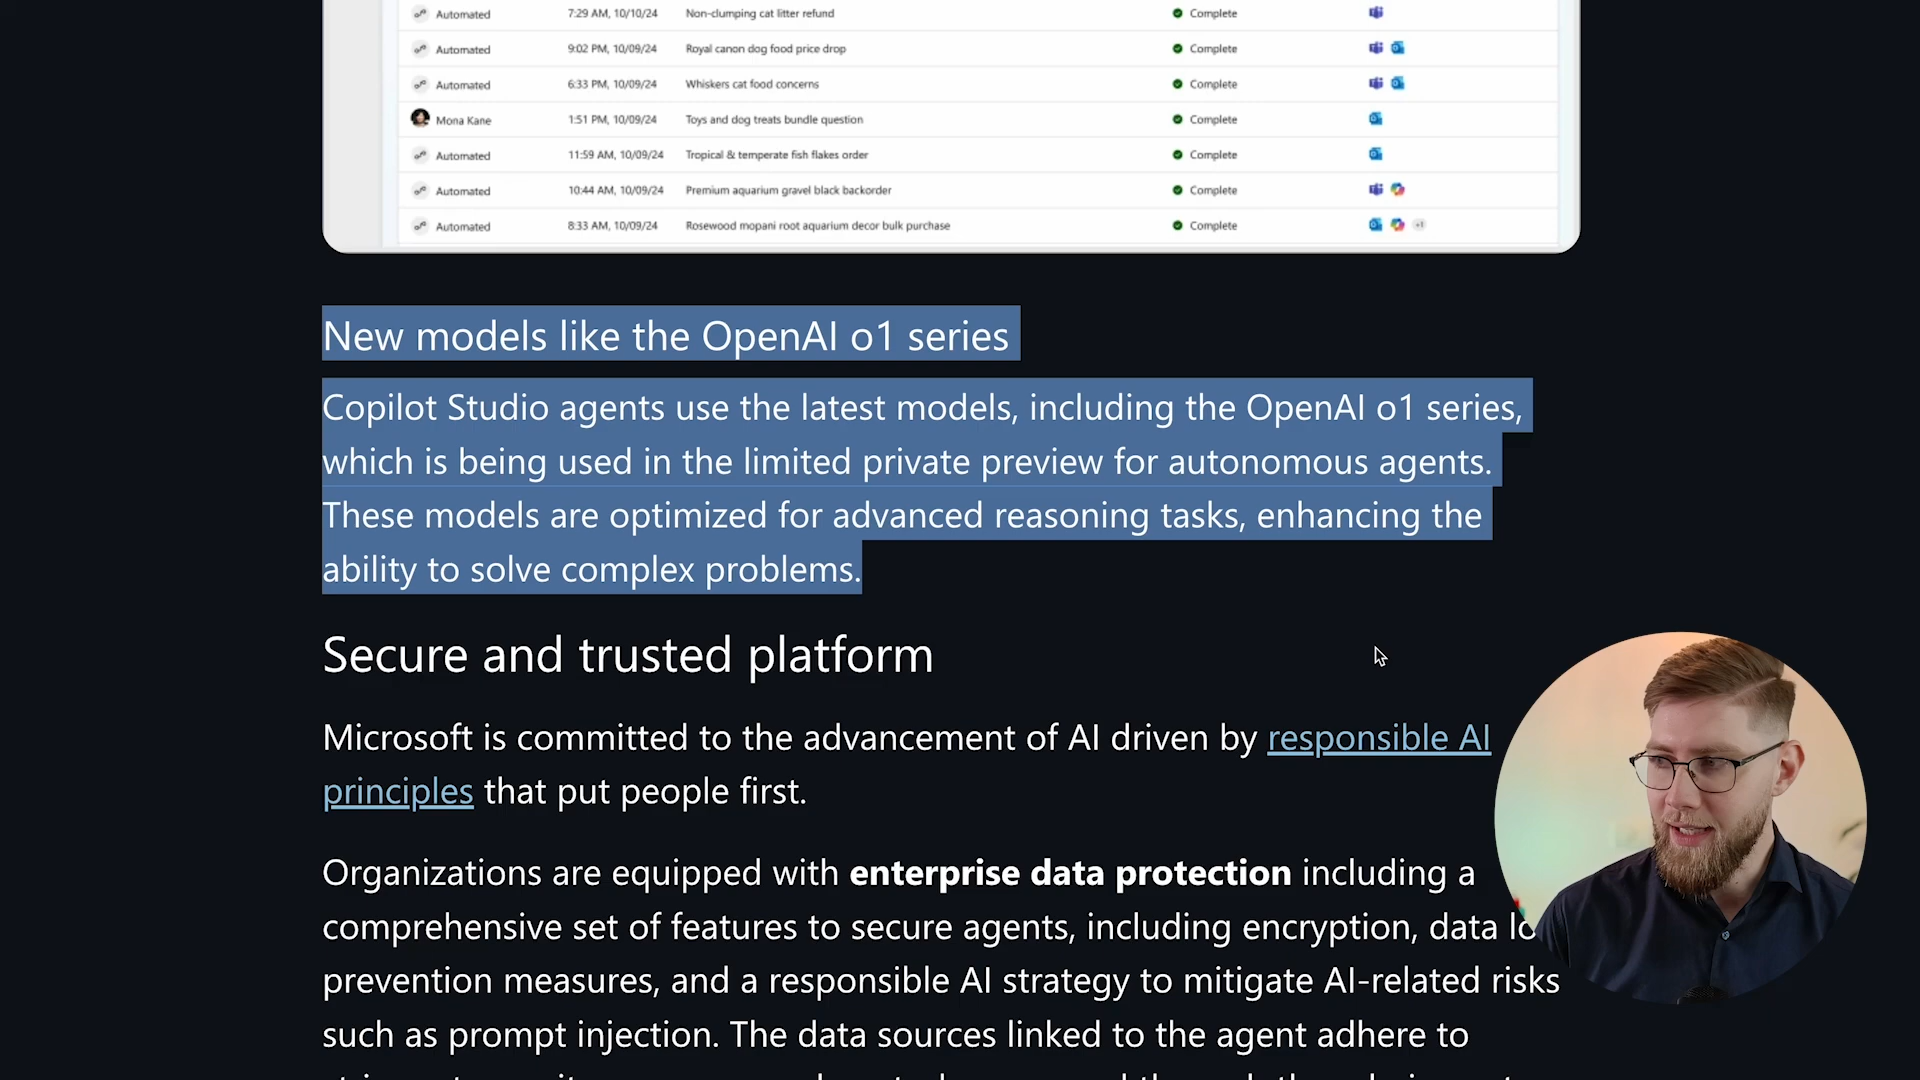 Automated 7:29 AM, 10/10/24 Non-clumping cat litter refund Complete
Automated 9:02 PM, 10/09/24 Royal canon dog food price drop Complete
Automated 6:33 PM, 10/09/24 Whiskers cat food concerns Complete
Mona Kane 1:51 PM, 10/09/24 Toys and dog treats bundle question Complete
Automated 11:59 AM, 10/09/24 Tropical & temperate fish flakes order Complete
Automated 10:44 AM, 10/09/24 Premium aquarium gravel black backorder Complete
Automated 8:33 AM, 10/09/24 Rosewood mopani root aquarium decor bulk purchase Complete +1
New models like the OpenAI o1 series
Copilot Studio agents use the latest models, including the OpenAI o1 series,
which is being used in the limited private preview for autonomous agents.
These models are optimized for advanced reasoning tasks, enhancing the
ability to solve complex problems.
Secure and trusted platform
Microsoft is committed to the advancement of AI driven by responsible AI
principles that put people first.
Organizations are equipped with enterprise data protection including a
comprehensive set of features to secure agents, including encryption, data lo
prevention measures, and a responsible AI strategy to mitigate AI-related risks
such as prompt injection. The data sources linked to the agent adhere to